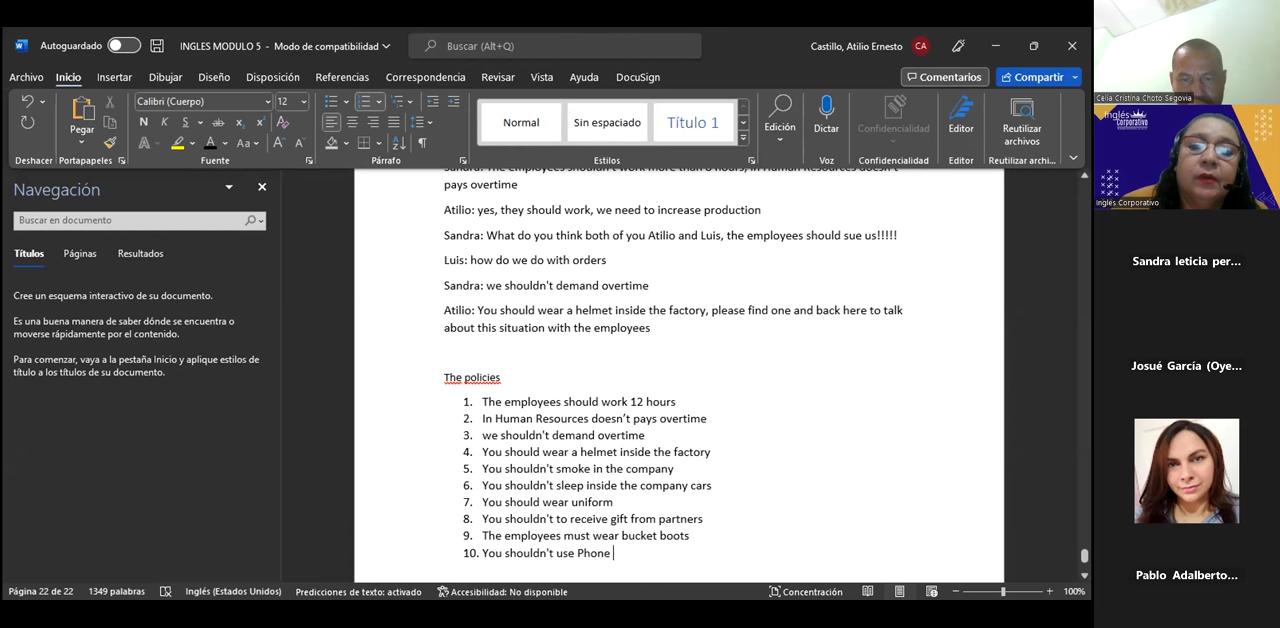 Autoguardado
INGLES MODULO 5 - Modo de compatibilidad
Buscar (Alt+Q)
Castillo, Atilio Ernesto
CA
Archivo Inicio Insertar Dibujar Diseño Disposición Referencias Correspondencia Revisar Vista Ayuda DocuSign
Comentarios
Compartir
Calibri (Cuerpo) 12
Pegar
N K S ab x₂ x²
A A Aa A A
Normal
Sin espaciado
Título 1
Edición
Dictar
Confidencialidad
Editor
Reutilizar archivos
Deshacer Portapapeles Fuente Párrafo Estilos Voz Confidencialidad Editor Reutilizar archi...
Navegación
Buscar en documento
Títulos Páginas Resultados
Cree un esquema interactivo de su documento.
Es una buena manera de saber dónde se encuentra o
moverse rápidamente por el contenido.
Para comenzar, vaya a la pestaña Inicio y aplique estilos de
título a los títulos de su documento.
pays overtime
Atilio: yes, they should work, we need to increase production
Sandra: What do you think both of you Atilio and Luis, the employees should sue us!!!!!
Luis: how do we do with orders
Sandra: we shouldn't demand overtime
Atilio: You should wear a helmet inside the factory, please find one and back here to talk
about this situation with the employees
The policies
1. The employees should work 12 hours
2. In Human Resources doesn't pays overtime
3. we shouldn't demand overtime
4. You should wear a helmet inside the factory
5. You shouldn't smoke in the company
6. You shouldn't sleep inside the company cars
7. You should wear uniform
8. You shouldn't to receive gift from partners
9. The employees must wear bucket boots
10. You shouldn't use Phone
Página 22 de 22 1349 palabras Inglés (Estados Unidos) Predicciones de texto: activado Accesibilidad: No disponible Concentración 100%
Celia Cristina Choto Segovia
Inglés
Corporativo
Inglés Corporativo
Sandra leticia per...
Josué García (Oye...
Pablo Adalberto...